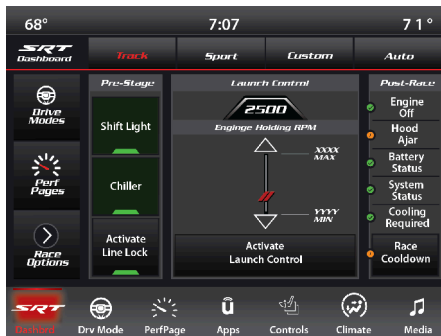 68°
7:07
71°
SRT
Dashboard
Track
Sport
Custom
Auto
Drive
Modes
Perf
Pages
Race
Options
Pre-Stage
Shift Light
Chiller
Activate
Line Lock
Launch Control
2500
Enginge Holding RPM
XXXX
MAX
YYYY
MIN
Activate
Launch Control
Post-Race
Engine
Off
Hood
Ajar
Battery
Status
System
Status
Cooling
Required
Race
Cooldown
SRT
Dashbrd
Drv Mode
PerfPage
û
Apps
Controls
Climate
Media